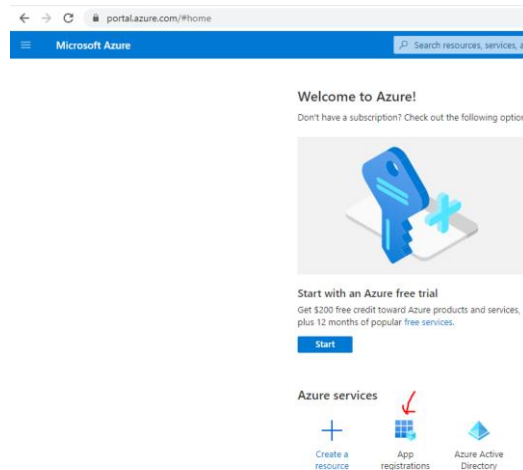 portal.azure.com/#home
Microsoft Azure
Search resources, services, a
Welcome to Azure!
Don't have a subscription? Check out the following option
Start with an Azure free trial
Get $200 free credit toward Azure products and services,
plus 12 months of popular free services.
Start
Azure services
Create a
resource
App
registrations
Azure Active
Directory